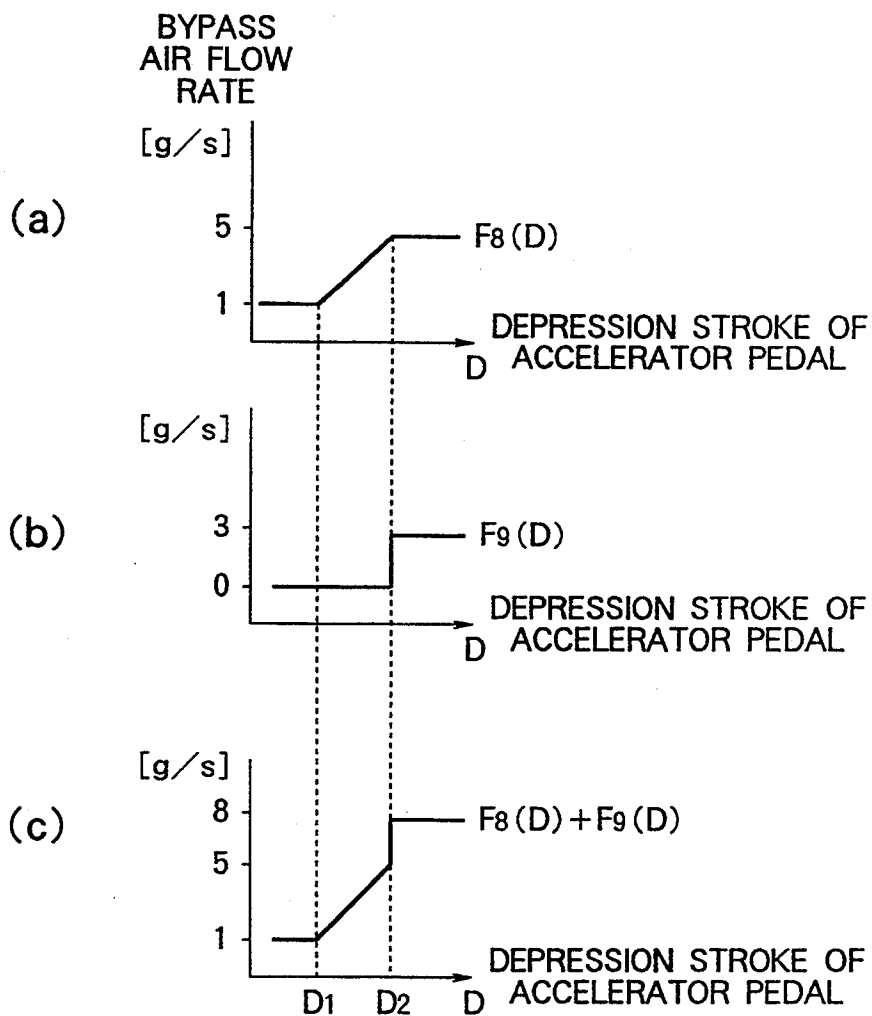 BYPASS
AIR FLOW
RATE
[g/s]
(a)
5
F8(D)
1
DEPRESSION STROKE OF
D ACCELERATOR PEDAL
[g/s]
(b)
3
F9(D)
0
DEPRESSION STROKE OF
D ACCELERATOR PEDAL
[g/s]
(c)
8
F8(D)+F9(D)
5
1
DEPRESSION STROKE OF
D1 D2 D ACCELERATOR PEDAL